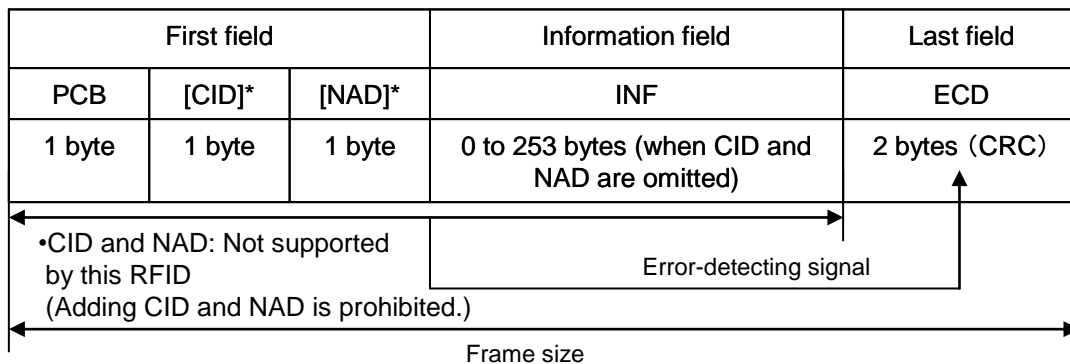 First field Information field Last field
PCB [CID]* [NAD]* INF ECD
1 byte 1 byte 1 byte 0 to 253 bytes (when CID and 2 bytes （CRC）
NAD are omitted)
•CID and NAD: Not supported
by this RFID
(Adding CID and NAD is prohibited.)
Error-detecting signal
Frame size